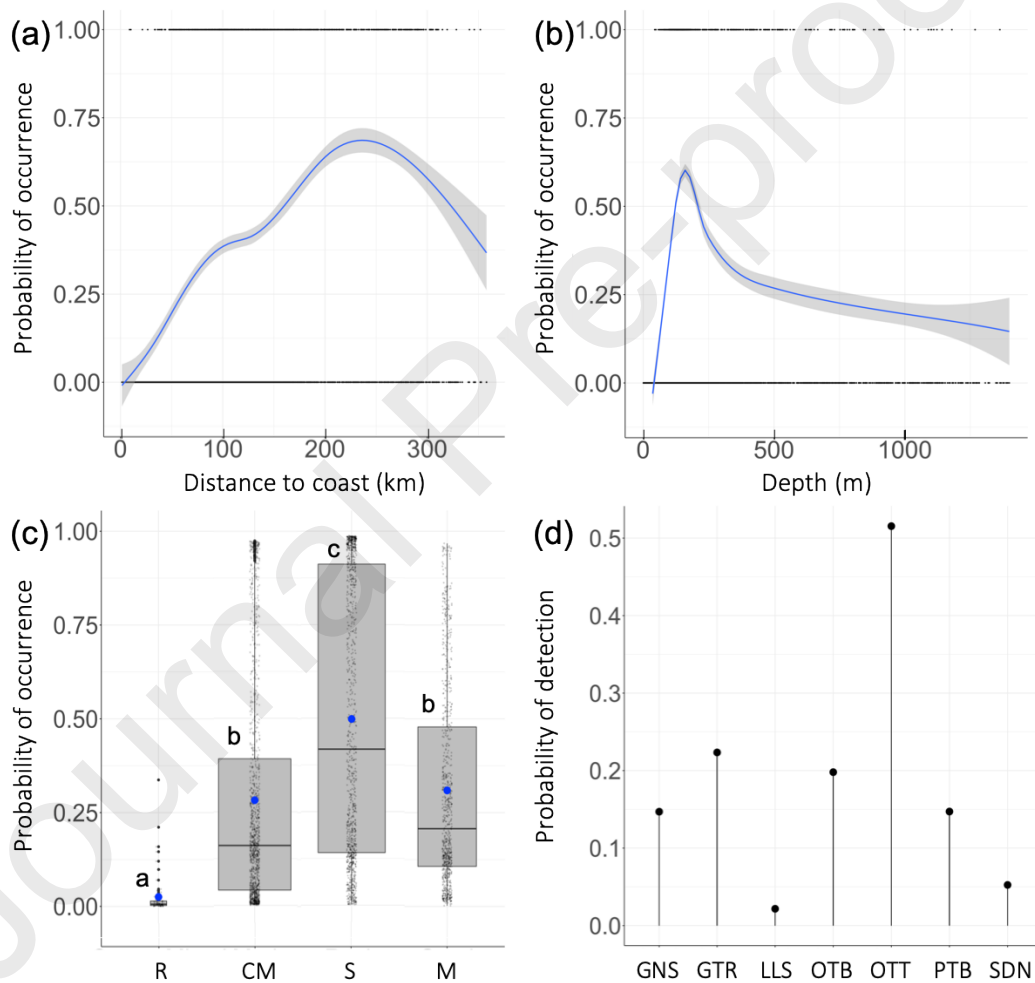 (a)
1.00
0.75
0.50
0.25
0.00
Probability of occurrence
0 100 200 300
Distance to coast (km)
(b)
1.00
0.75
0.50
0.25
0.00
Probability of occurrence
0 500 1000
Depth (m)
(c)
1.00
0.75
0.50
0.25
0.00
Probability of occurrence
a
b
c
b
R CM S M
(d)
0.5
0.4
0.3
0.2
0.1
0.0
Probability of detection
GNS GTR LLS OTB OTT PTB SDN
Journal Pre-proo